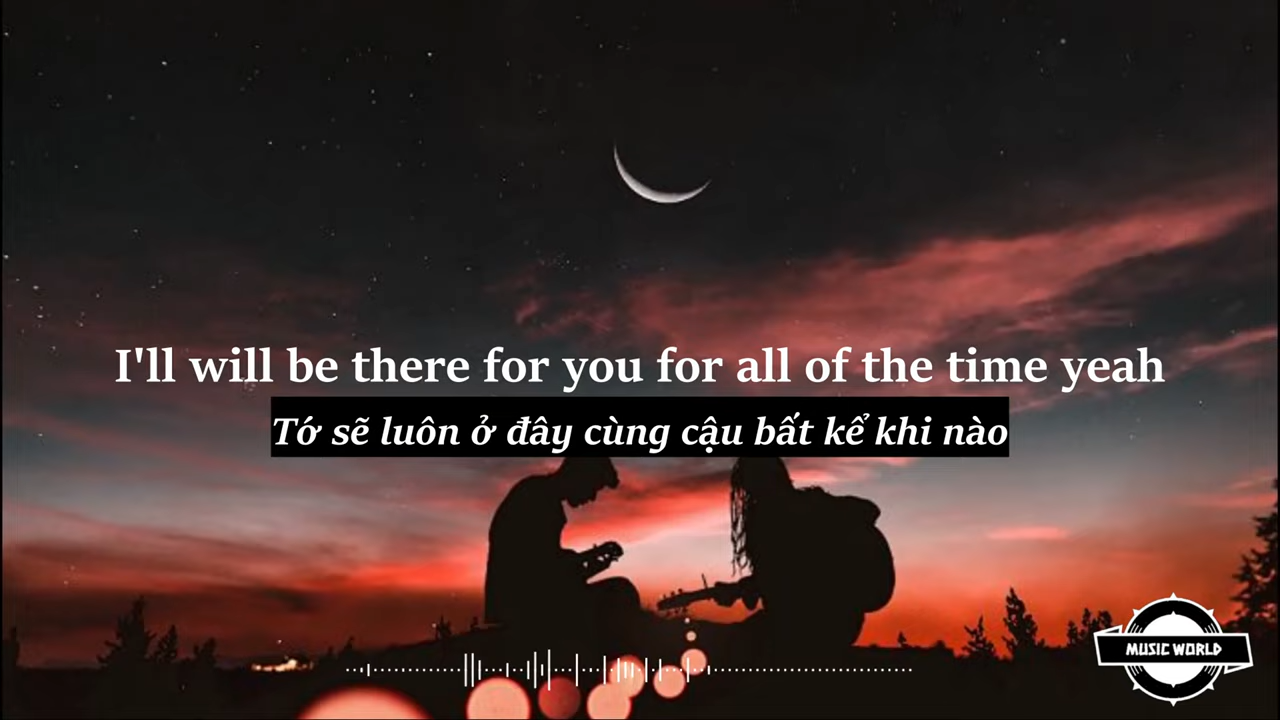 I'll will be there for you for all of the time yeah
Tớ sẽ luôn ở đây cùng cậu bất kể khi nào
MUSIC WORLD